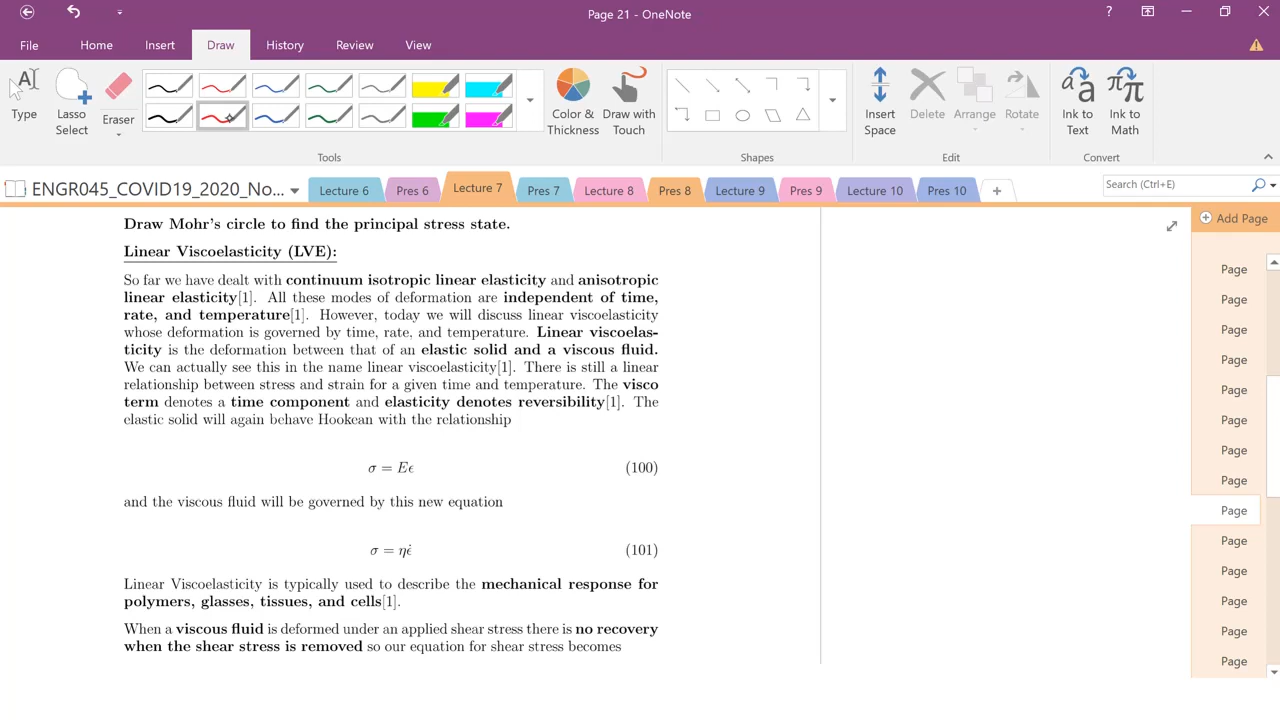 Page 21 - OneNote
?
File Home Insert Draw History Review View
Type
Lasso Select
Eraser
Color & Thickness
Draw with Touch
Insert Space
Delete
Arrange
Rotate
Ink to Text
Ink to Math
Tools
Shapes
Edit
Convert
ENGR045_COVID19_2020_No...
Lecture 6 Pres 6 Lecture 7 Pres 7 Lecture 8 Pres 8 Lecture 9 Pres 9 Lecture 10 Pres 10 +
Search (Ctrl+E)
Add Page
Draw Mohr's circle to find the principal stress state.
Linear Viscoelasticity (LVE):
So far we have dealt with continuum isotropic linear elasticity and anisotropic
linear elasticity[1]. All these modes of deformation are independent of time,
rate, and temperature[1]. However, today we will discuss linear viscoelasticity
whose deformation is governed by time, rate, and temperature. Linear viscoelas-
ticity is the deformation between that of an elastic solid and a viscous fluid.
We can actually see this in the name linear viscoelasticity[1]. There is still a linear
relationship between stress and strain for a given time and temperature. The visco
term denotes a time component and elasticity denotes reversibility[1]. The
elastic solid will again behave Hookean with the relationship
σ = Eϵ (100)
and the viscous fluid will be governed by this new equation
σ = ηϵ̇ (101)
Linear Viscoelasticity is typically used to describe the mechanical response for
polymers, glasses, tissues, and cells[1].
When a viscous fluid is deformed under an applied shear stress there is no recovery
when the shear stress is removed so our equation for shear stress becomes
Page
Page
Page
Page
Page
Page
Page
Page
Page
Page
Page
Page
Page
Page